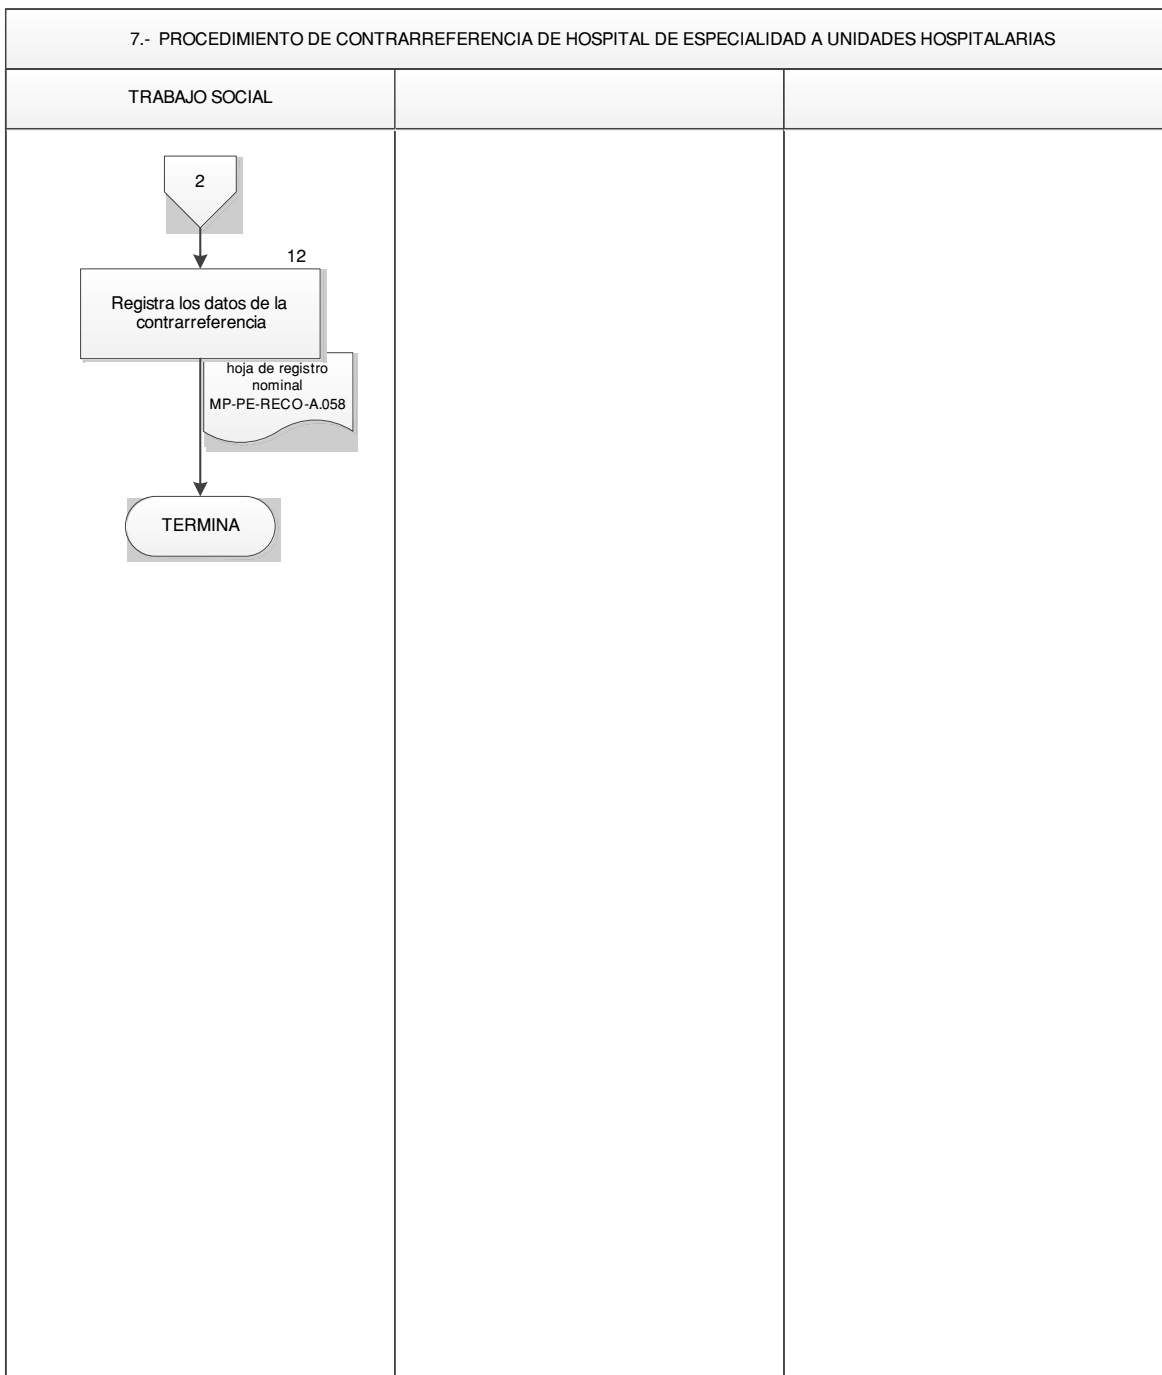 7.- PROCEDIMIENTO DE CONTRARREFERENCIA DE HOSPITAL DE ESPECIALIDAD A UNIDADES HOSPITALARIAS
TRABAJO SOCIAL
2
12
Registra los datos de la
contrarreferencia
hoja de registro
nominal
MP-PE-RECO-A.058
TERMINA